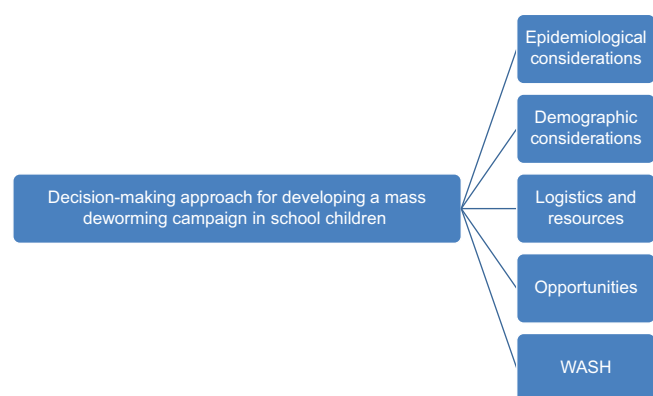 Epidemiological
considerations
Demographic
considerations
Decision-making approach for developing a mass
deworming campaign in school children
Logistics and
resources
Opportunities
WASH